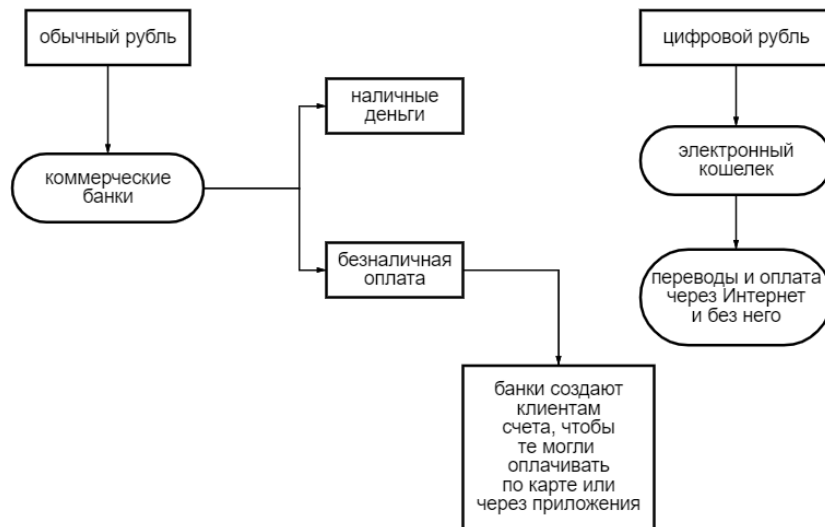 обычный рубль
цифровой рубль
наличные
деньги
электронный
кошелек
коммерческие
банки
безналичная
оплата
переводы и оплата
через Интернет
и без него
банки создают
клиентам
счета, чтобы
те могли
оплачивать
по карте или
через приложения